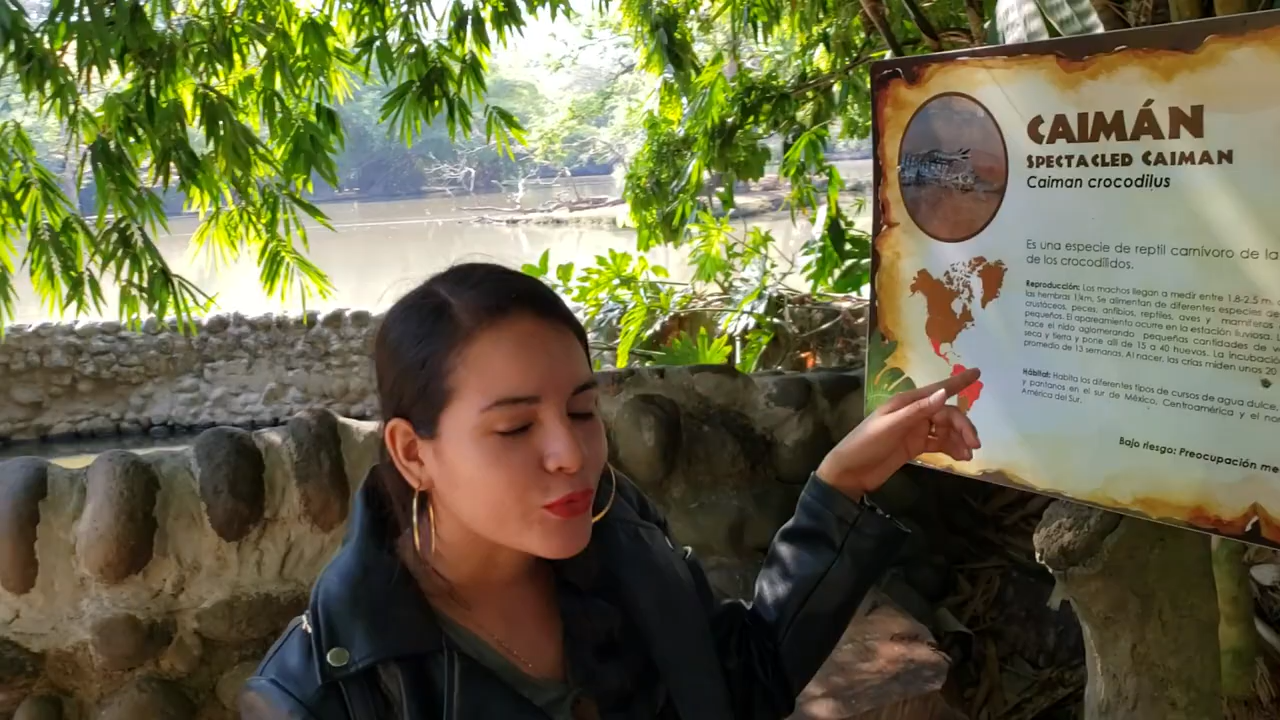 CAIMÁN
SPECTACLED CAIMAN
Caiman crocodilus
Es una especie de reptil carnívoro de la
de los crocodílidos.
Reproducción: Los machos llegan a medir entre 1.8-2.5 m.
las hembras Se alimentan de diferentes especies de
crustáceos, peces, anfibios, reptiles, aves y mamíferos
pequeños. El apareamiento ocurre en la estación lluviosa.
hace el nido aglomerando pequeñas cantidades de
seca y tierra y pone allí de 15 a 40 huevos. La incubación
promedio de 13 semanas. Al nacer, las crías miden unos 20
Hábitat: Habita los diferentes tipos de cursos de agua dulce,
y pantanos en el sur de México, Centroamérica y el
América del Sur.
Bajo riesgo: Preocupación